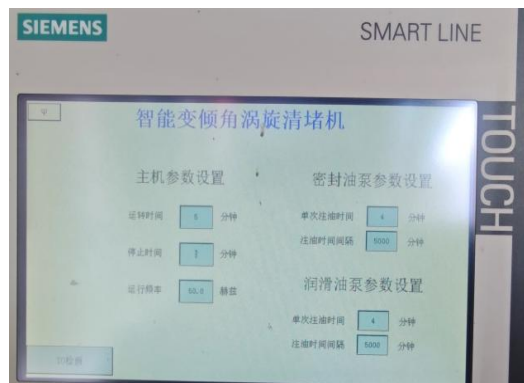 SIEMENS
SMART LINE
TOUCH
智能变倾角涡旋清堵机
主机参数设置
运转时间 5 分钟
停止时间 分钟
运行频率 50.0 赫兹
密封油泵参数设置
单次注油时间 4 分钟
注油时间间隔 5000 分钟
润滑油泵参数设置
单次注油时间 4 分钟
注油时间间隔 5000 分钟